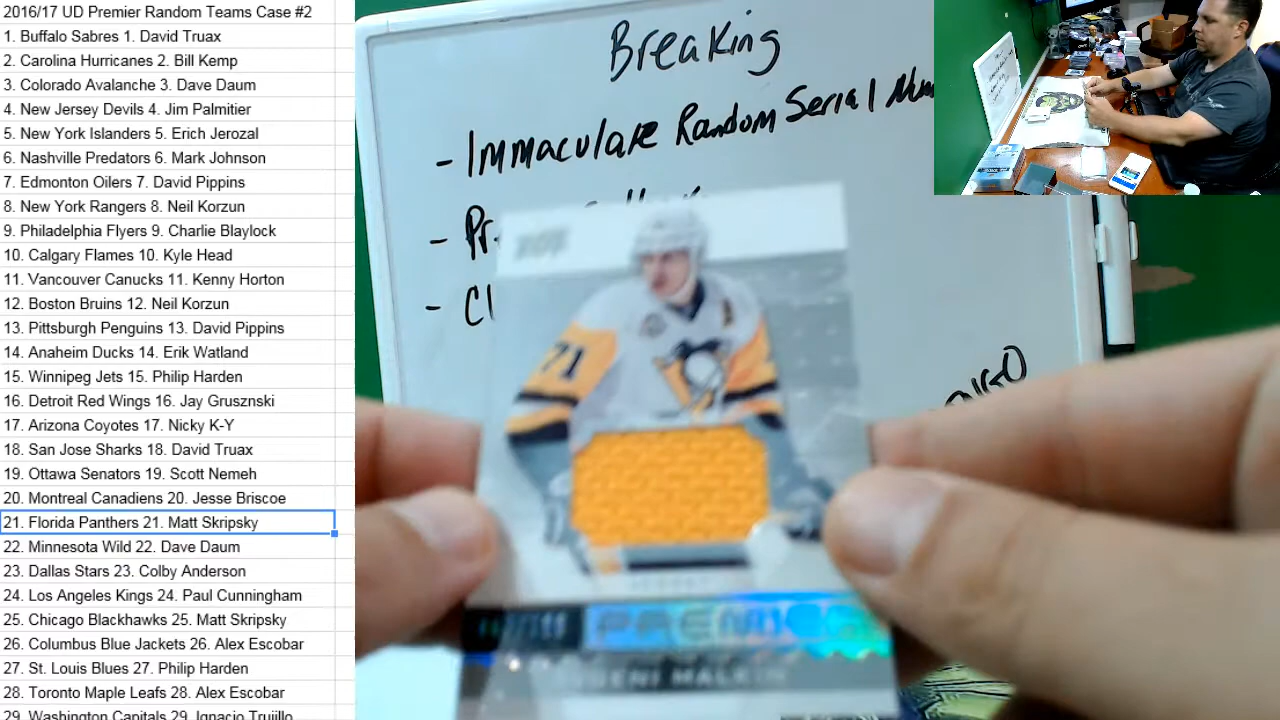 2016/17 UD Premier Random Teams Case #2
1. Buffalo Sabres 1. David Truax
2. Carolina Hurricanes 2. Bill Kemp
3. Colorado Avalanche 3. Dave Daum
4. New Jersey Devils 4. Jim Palmitier
5. New York Islanders 5. Erich Jerozal
6. Nashville Predators 6. Mark Johnson
7. Edmonton Oilers 7. David Pippins
8. New York Rangers 8. Neil Korzun
9. Philadelphia Flyers 9. Charlie Blaylock
10. Calgary Flames 10. Kyle Head
11. Vancouver Canucks 11. Kenny Horton
12. Boston Bruins 12. Neil Korzun
13. Pittsburgh Penguins 13. David Pippins
14. Anaheim Ducks 14. Erik Watland
15. Winnipeg Jets 15. Philip Harden
16. Detroit Red Wings 16. Jay Grusznski
17. Arizona Coyotes 17. Nicky K-Y
18. San Jose Sharks 18. David Truax
19. Ottawa Senators 19. Scott Nemeh
20. Montreal Canadiens 20. Jesse Briscoe
21. Florida Panthers 21. Matt Skripsky
22. Minnesota Wild 22. Dave Daum
23. Dallas Stars 23. Colby Anderson
24. Los Angeles Kings 24. Paul Cunningham
25. Chicago Blackhawks 25. Matt Skripsky
26. Columbus Blue Jackets 26. Alex Escobar
27. St. Louis Blues 27. Philip Harden
28. Toronto Maple Leafs 28. Alex Escobar
29. Washington Capitals 29. Ignacio Trujillo
Breaking
- Immaculate Random Serial
71
PREMIER
MALKIN